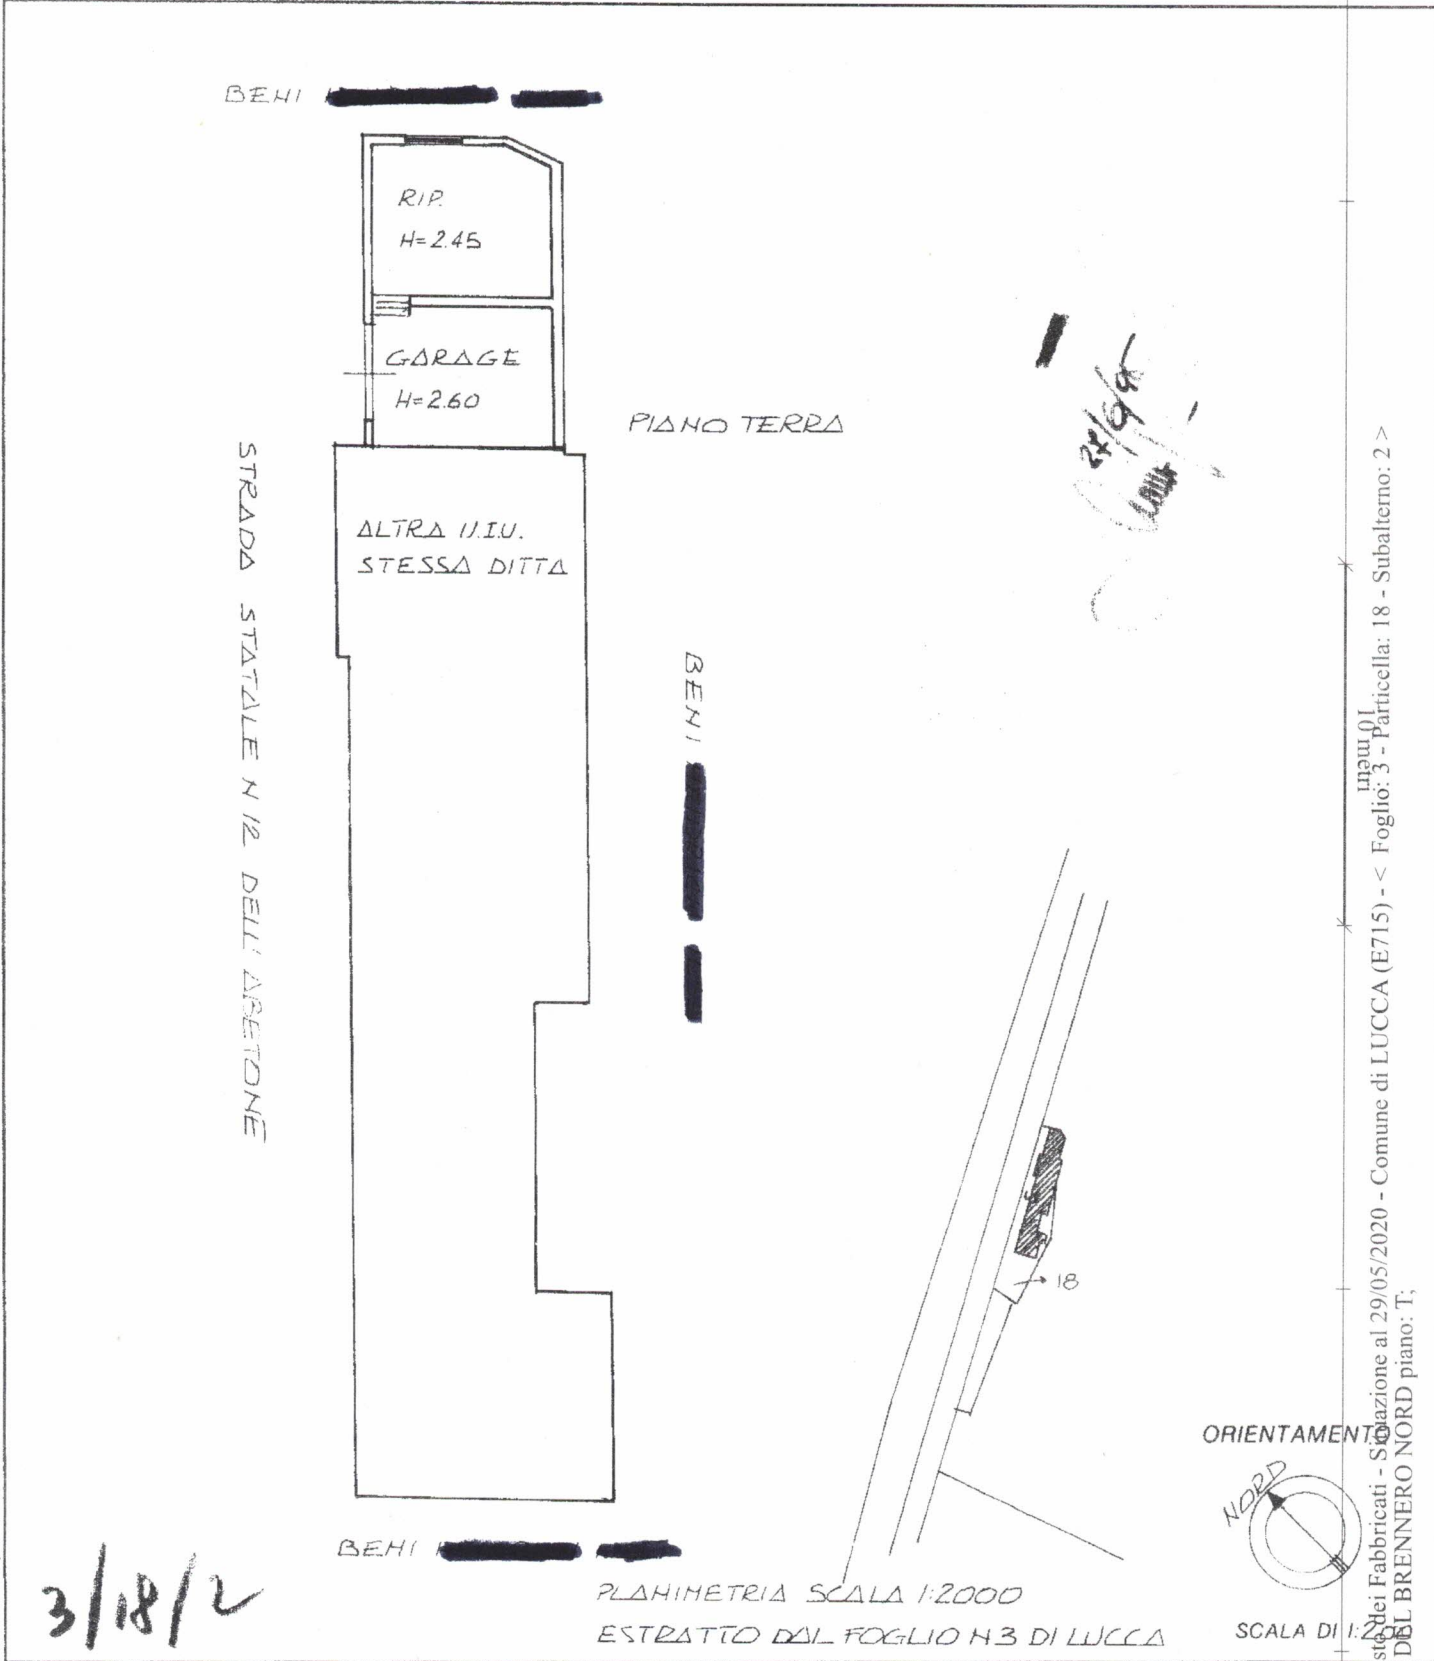 BENI
RIP.
H=2.45
GARAGE
H=2.60
PIANO TERRA
ALTRA U.I.U.
STESSA DITTA
STRADA STATALE N 12 DELL'ABETONE
BENI
18
ORIENTAMENTO
NORD
BENI
3/18/2
PLANIMETRIA SCALA 1:2000
ESTRATTO DAL FOGLIO N 3 DI LUCCA
SCALA DI 1:200
10 metri
sto dei Fabbricati - Situazione al 29/05/2020 - Comune di LUCCA (E715) - < Foglio: 3 - Particella: 18 - Subalterno: 2 >
DEL BRENNERO NORD piano: T;